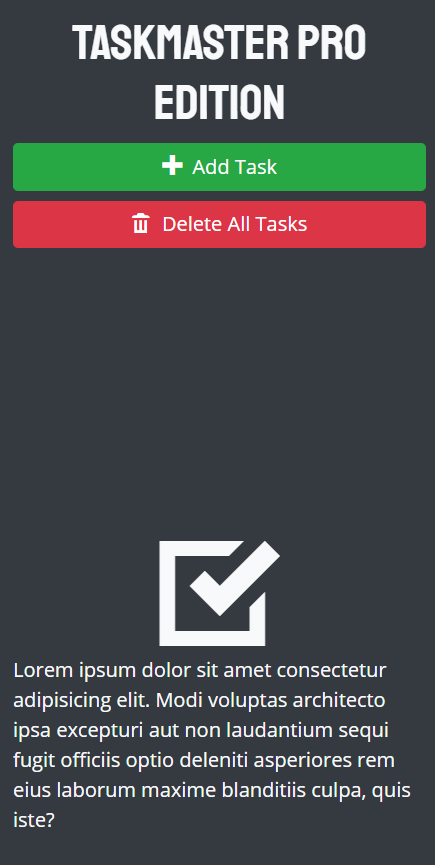 TASKMASTER PRO
EDITION
Add Task
Delete All Tasks
Lorem ipsum dolor sit amet consectetur
adipisicing elit. Modi voluptas architecto
ipsa excepturi aut non laudantium sequi
fugit officiis optio deleniti asperiores rem
eius laborum maxime blanditiis culpa, quis
iste?